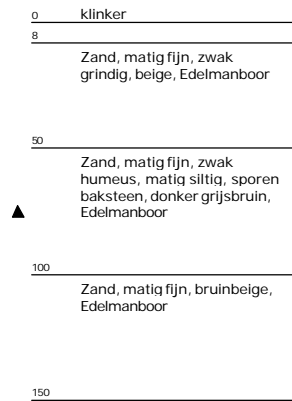 0 klinker
8
Zand, matig fijn, zwak
grindig, beige, Edelmanboor
50
Zand, matig fijn, zwak
humeus, matig siltig, sporen
baksteen, donker grijsbruin,
Edelmanboor
100
Zand, matig fijn, bruinbeige,
Edelmanboor
150